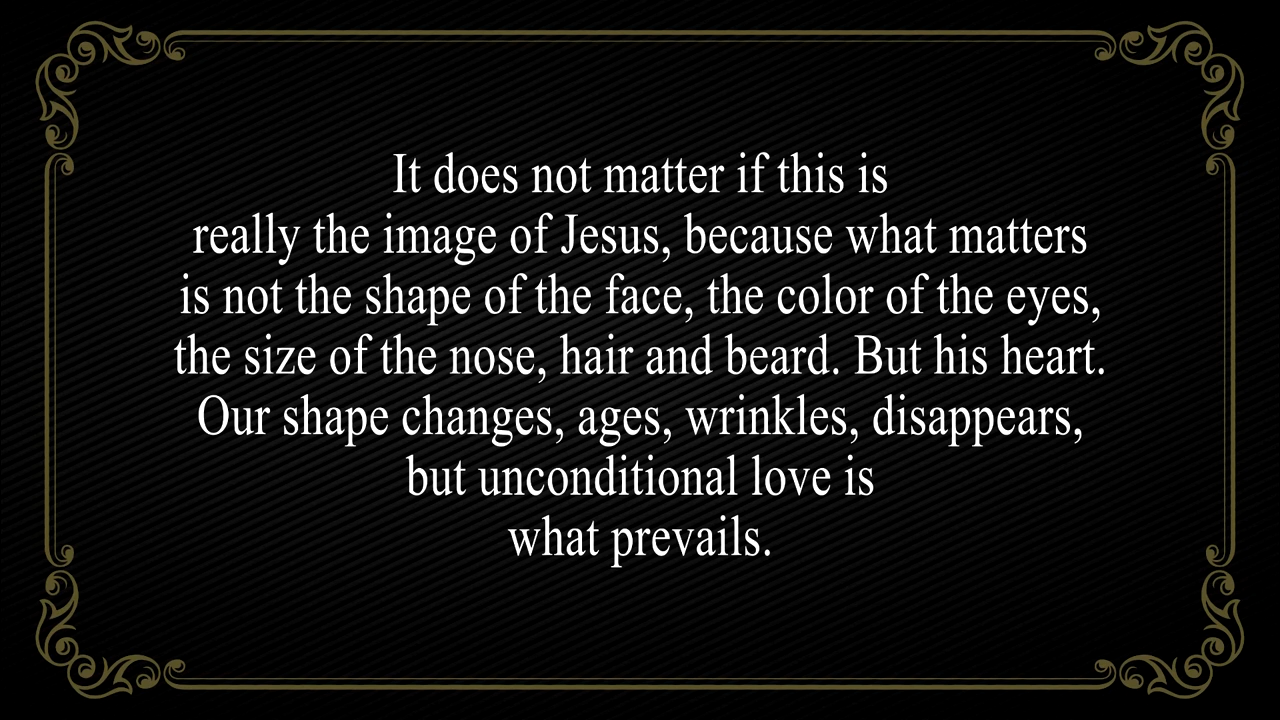 It does not matter if this is
really the image of Jesus, because what matters
is not the shape of the face, the color of the eyes,
the size of the nose, hair and beard. But his heart.
Our shape changes, ages, wrinkles, disappears,
but unconditional love is
what prevails.